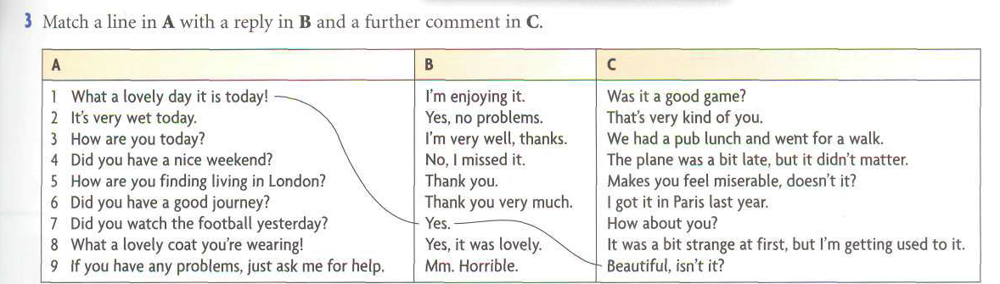 3 Match a line in A with a reply in B and a further comment in C.
A B C
1 What a lovely day it is today! I'm enjoying it. Was it a good game?
2 It's very wet today. Yes, no problems. That's very kind of you.
3 How are you today? I'm very well, thanks. We had a pub lunch and went for a walk.
4 Did you have a nice weekend? No, I missed it. The plane was a bit late, but it didn't matter.
5 How are you finding living in London? Thank you. Makes you feel miserable, doesn't it?
6 Did you have a good journey? Thank you very much. I got it in Paris last year.
7 Did you watch the football yesterday? Yes. How about you?
8 What a lovely coat you're wearing! Yes, it was lovely. It was a bit strange at first, but I'm getting used to it.
9 If you have any problems, just ask me for help. Mm. Horrible. Beautiful, isn't it?